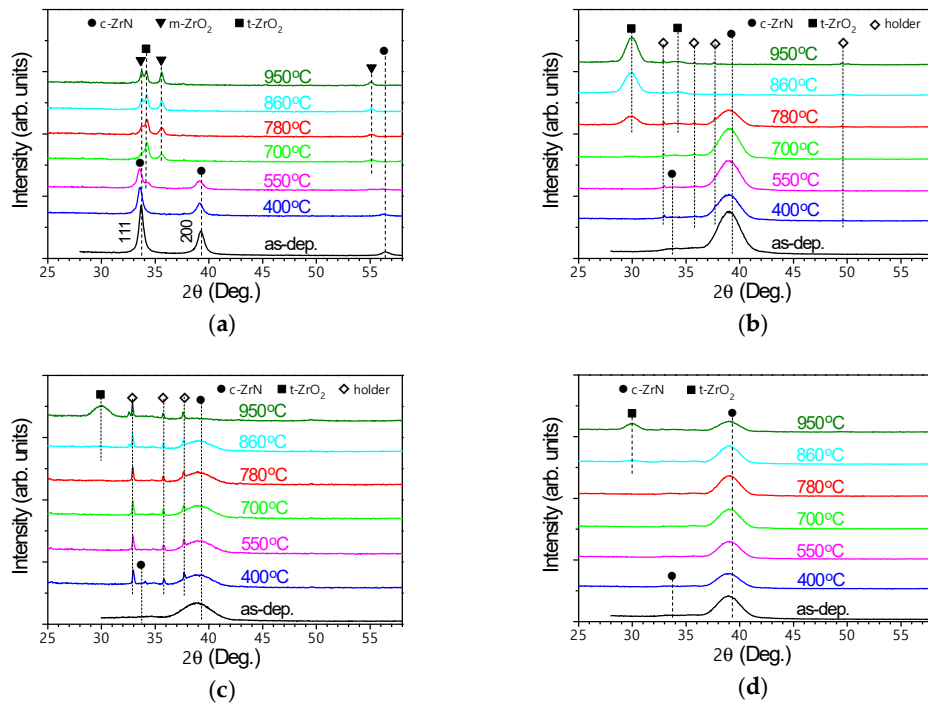 ● c-ZrN ▼ m-ZrO₂ ■ t-ZrO₂
Intensity (arb. units)
950°C
860°C
780°C
700°C
550°C
400°C
111
200
as-dep.
25 30 35 40 45 50 55
2θ (Deg.)
(a)
● c-ZrN ■ t-ZrO₂ ◇ holder
Intensity (arb. units)
950°C
860°C
780°C
700°C
550°C
400°C
as-dep.
25 30 35 40 45 50 55
2θ (Deg.)
(b)
● c-ZrN ■ t-ZrO₂ ◇ holder
Intensity (arb. units)
950°C
860°C
780°C
700°C
550°C
400°C
as-dep.
25 30 35 40 45 50 55
2θ (Deg.)
(c)
● c-ZrN ■ t-ZrO₂
Intensity (arb. units)
950°C
860°C
780°C
700°C
550°C
400°C
as-dep.
25 30 35 40 45 50 55
2θ (Deg.)
(d)